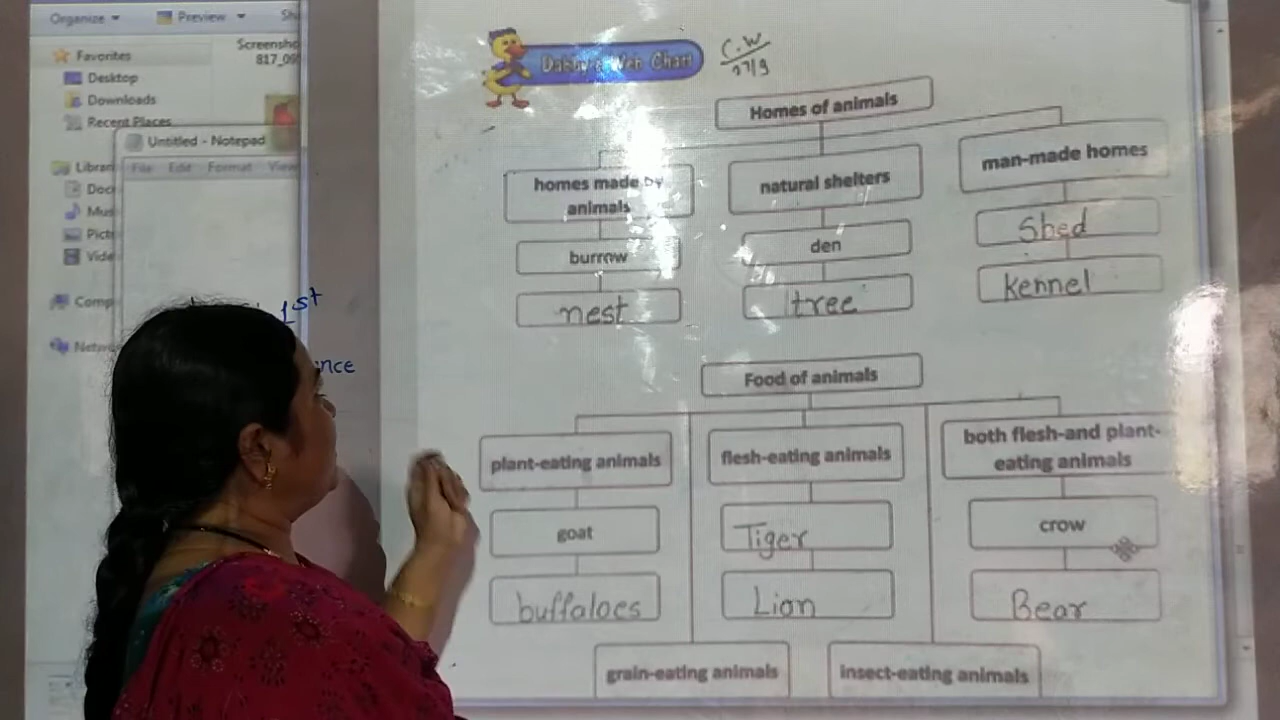 Organize
Preview
Favorites
Desktop
Downloads
Recent Places
Untitled - Notepad
File Edit Format View
1st
Dabby's Web Chart
C.W
27/9
Homes of animals
homes made by
animals
natural shelters
man-made homes
burrow
den
Shed
nest
tree
kennel
Food of animals
plant-eating animals
flesh-eating animals
both flesh-and plant-
eating animals
goat
Tiger
crow
buffaloes
Lion
Bear
grain-eating animals
insect-eating animals